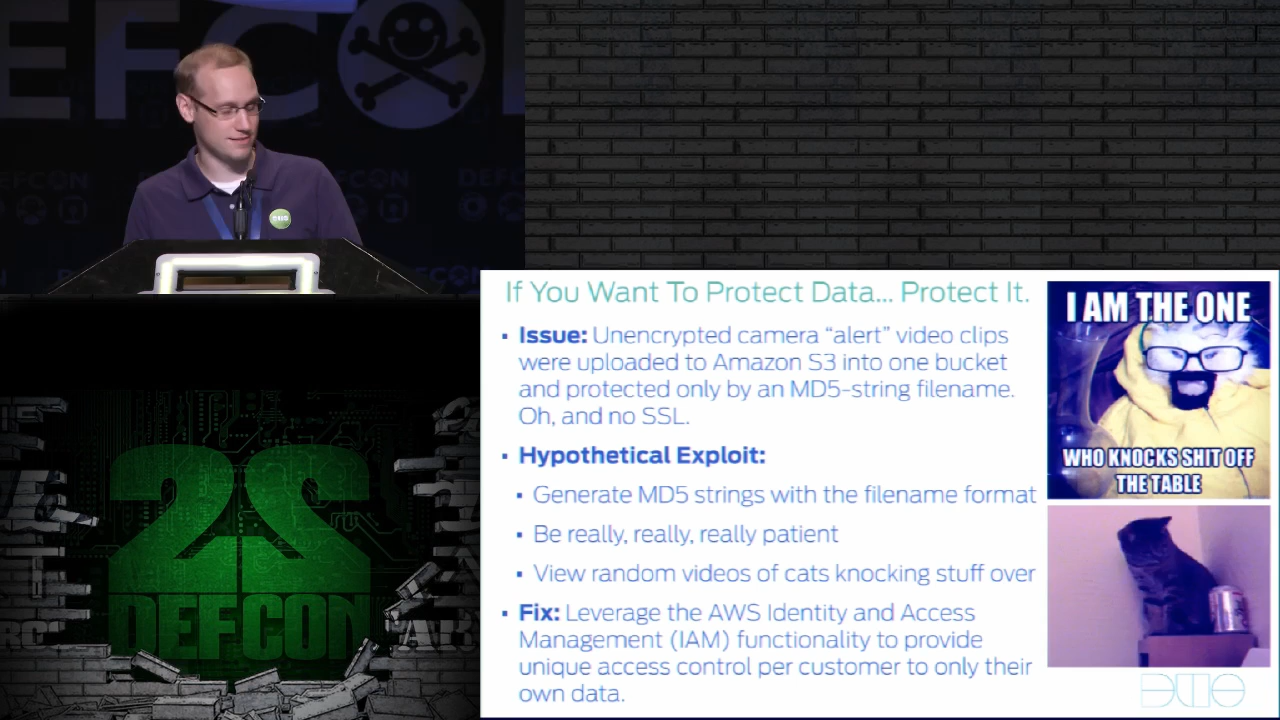 DEFCON
If You Want To Protect Data... Protect It.
▪ Issue: Unencrypted camera “alert” video clips
were uploaded to Amazon S3 into one bucket
and protected only by an MD5-string filename.
Oh, and no SSL.
▪ Hypothetical Exploit:
▪ Generate MD5 strings with the filename format
▪ Be really, really, really patient
▪ View random videos of cats knocking stuff over
▪ Fix: Leverage the AWS Identity and Access
Management (IAM) functionality to provide
unique access control per customer to only their
own data.
I AM THE ONE
WHO KNOCKS SHIT OFF
THE TABLE
DUO
22
DEFCON